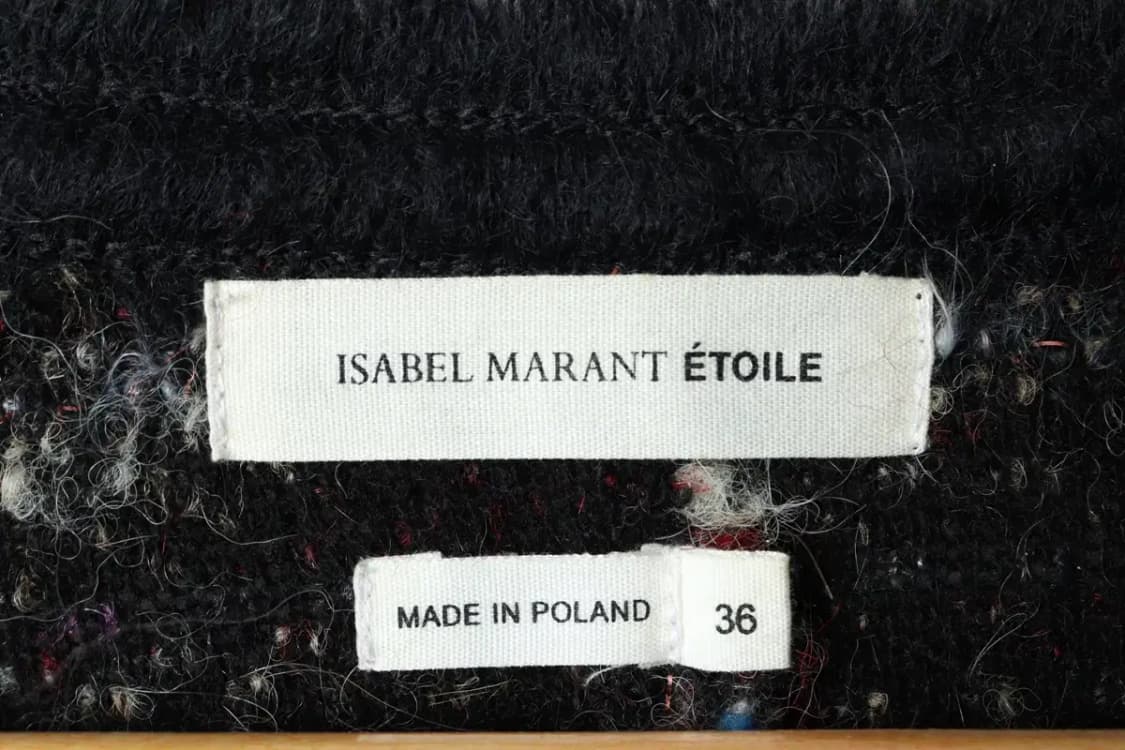 ISABEL MARANT ÉTOILE
MADE IN POLAND
36